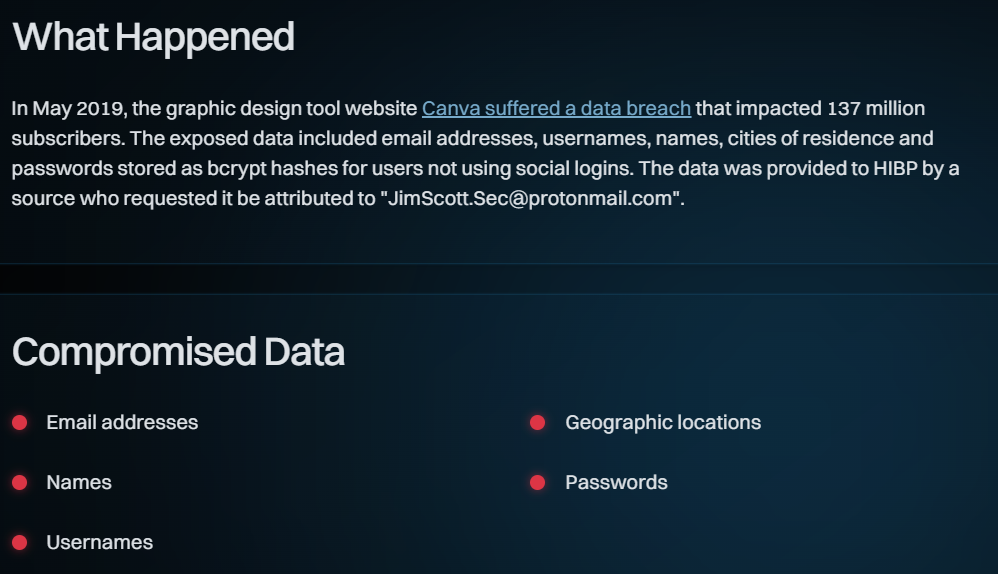 What Happened
In May 2019, the graphic design tool website Canva suffered a data breach that impacted 137 million
subscribers. The exposed data included email addresses, usernames, names, cities of residence and
passwords stored as bcrypt hashes for users not using social logins. The data was provided to HIBP by a
source who requested it be attributed to "JimScott.Sec@protonmail.com".
Compromised Data
Email addresses
Geographic locations
Names
Passwords
Usernames